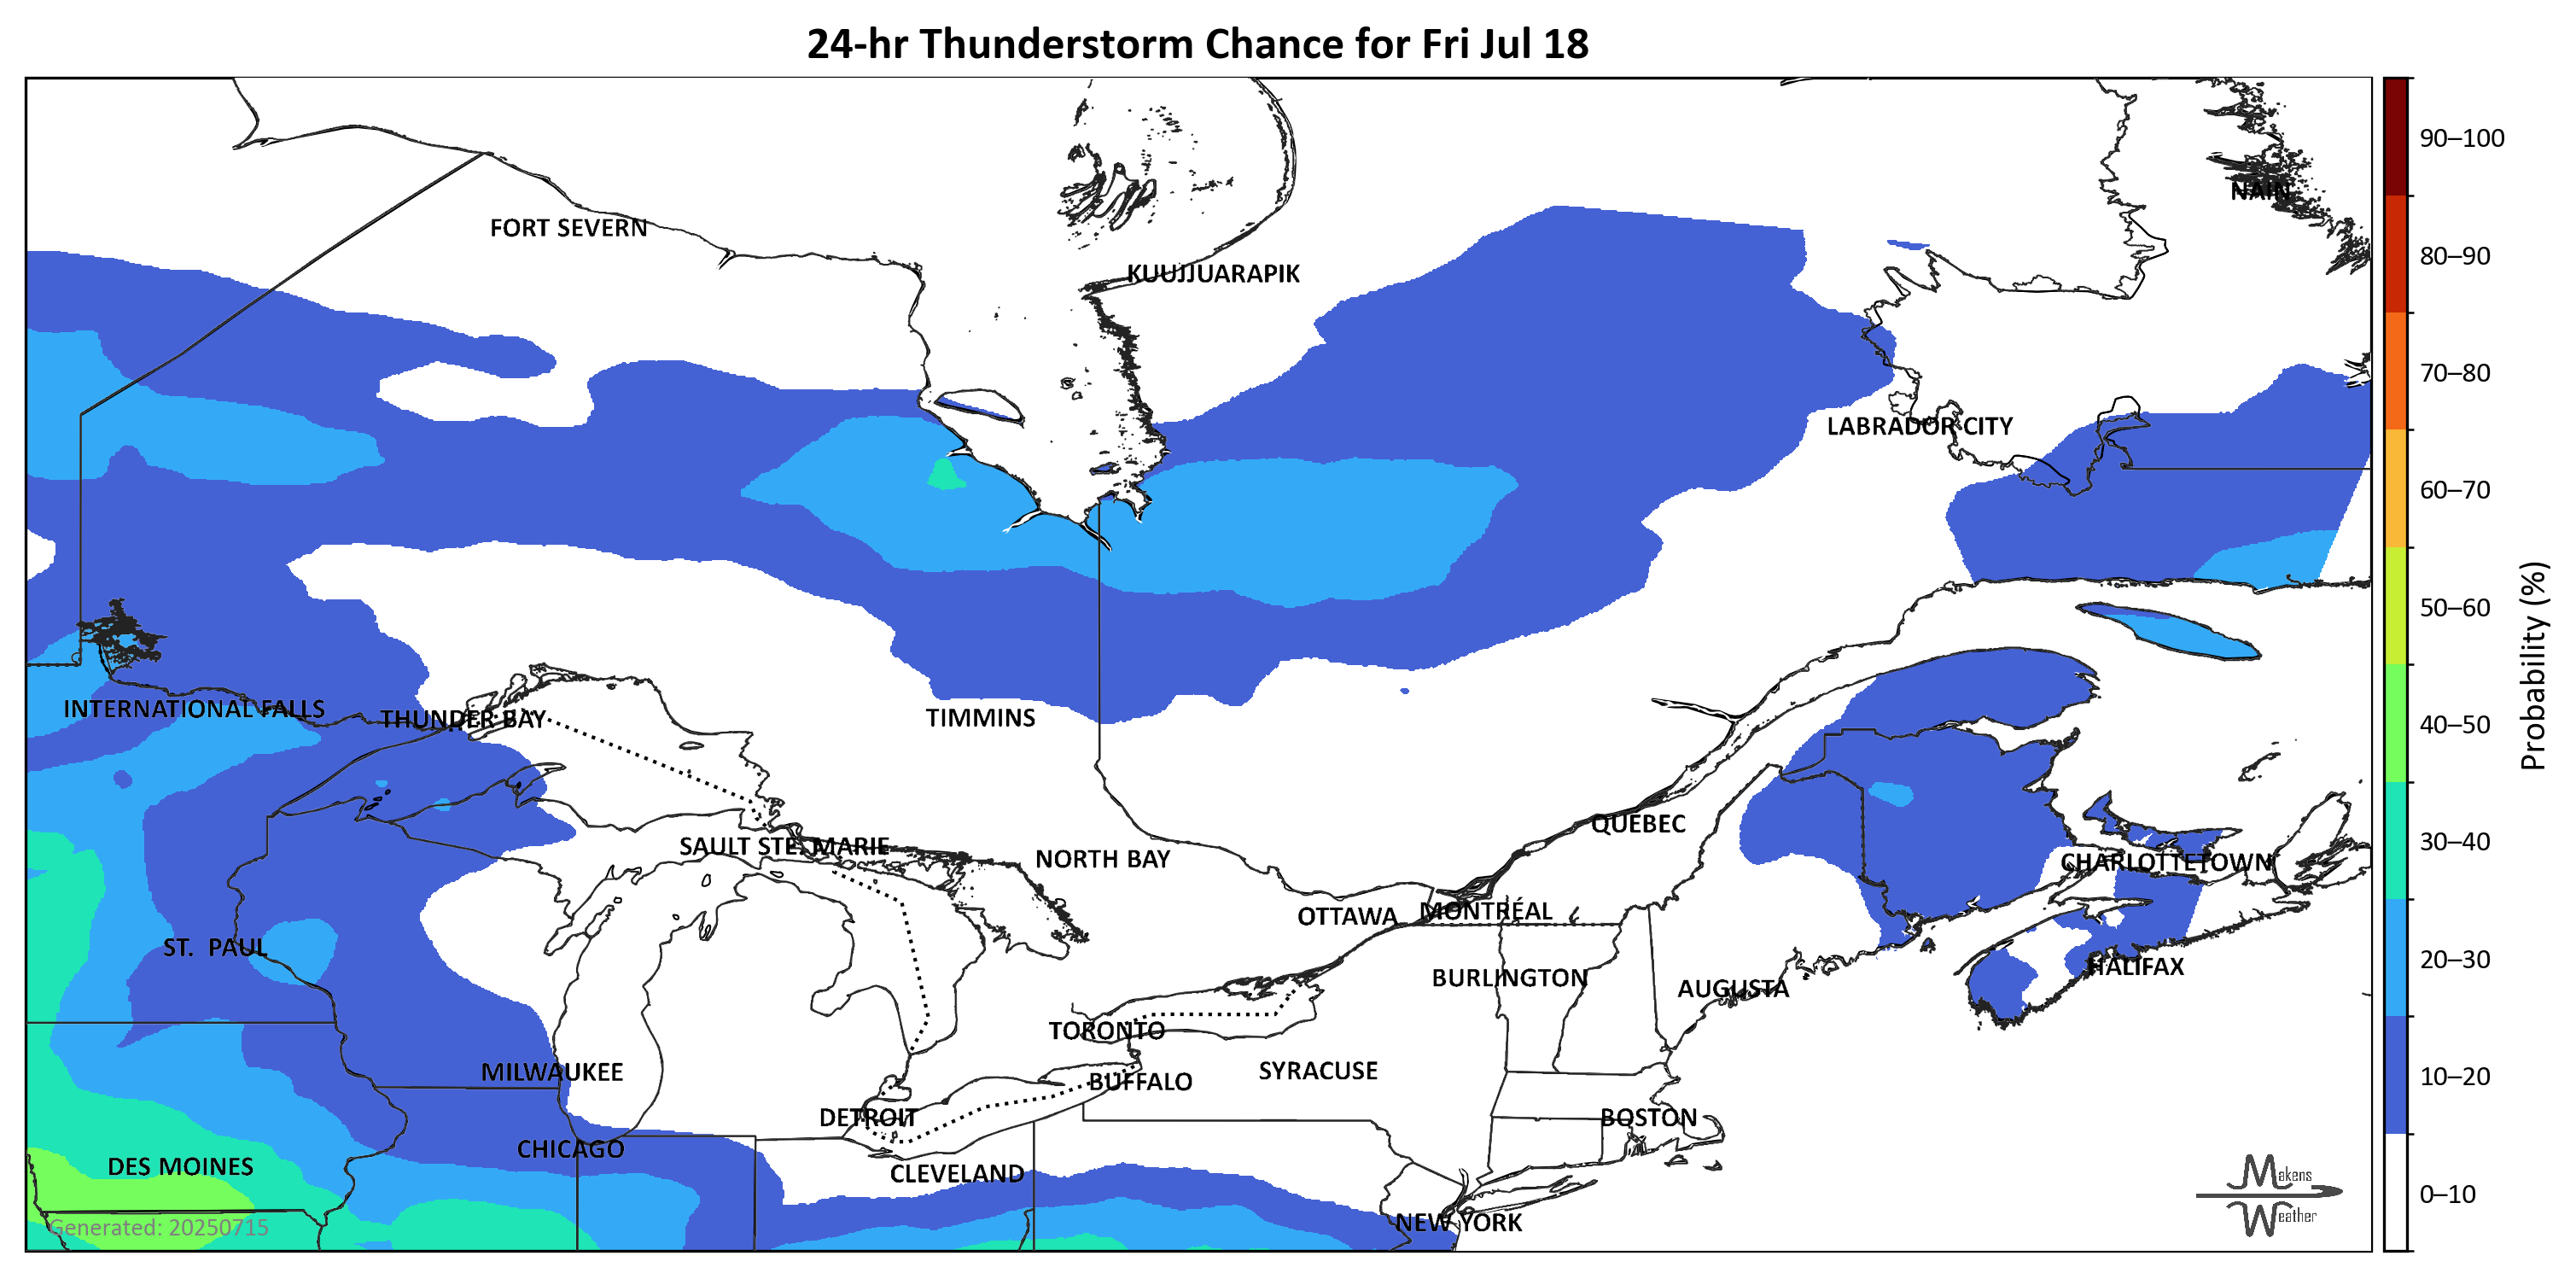 24-hr Thunderstorm Chance for Fri Jul 18
NAIN
FORT SEVERN
KUUJJUARAPIK
LABRADOR CITY
INTERNATIONAL FALLS
THUNDER BAY
TIMMINS
QUEBEC
SAULT STE. MARIE
NORTH BAY
CHARLOTTETOWN
OTTAWA
MONTRÉAL
ST. PAUL
HALIFAX
BURLINGTON
AUGUSTA
TORONTO
MILWAUKEE
SYRACUSE
BUFFALO
DETROIT
BOSTON
CHICAGO
DES MOINES
CLEVELAND
NEW YORK
Generated: 20250715
Makens
Weather
90–100
80–90
70–80
60–70
50–60
40–50
30–40
20–30
10–20
0–10
Probability (%)